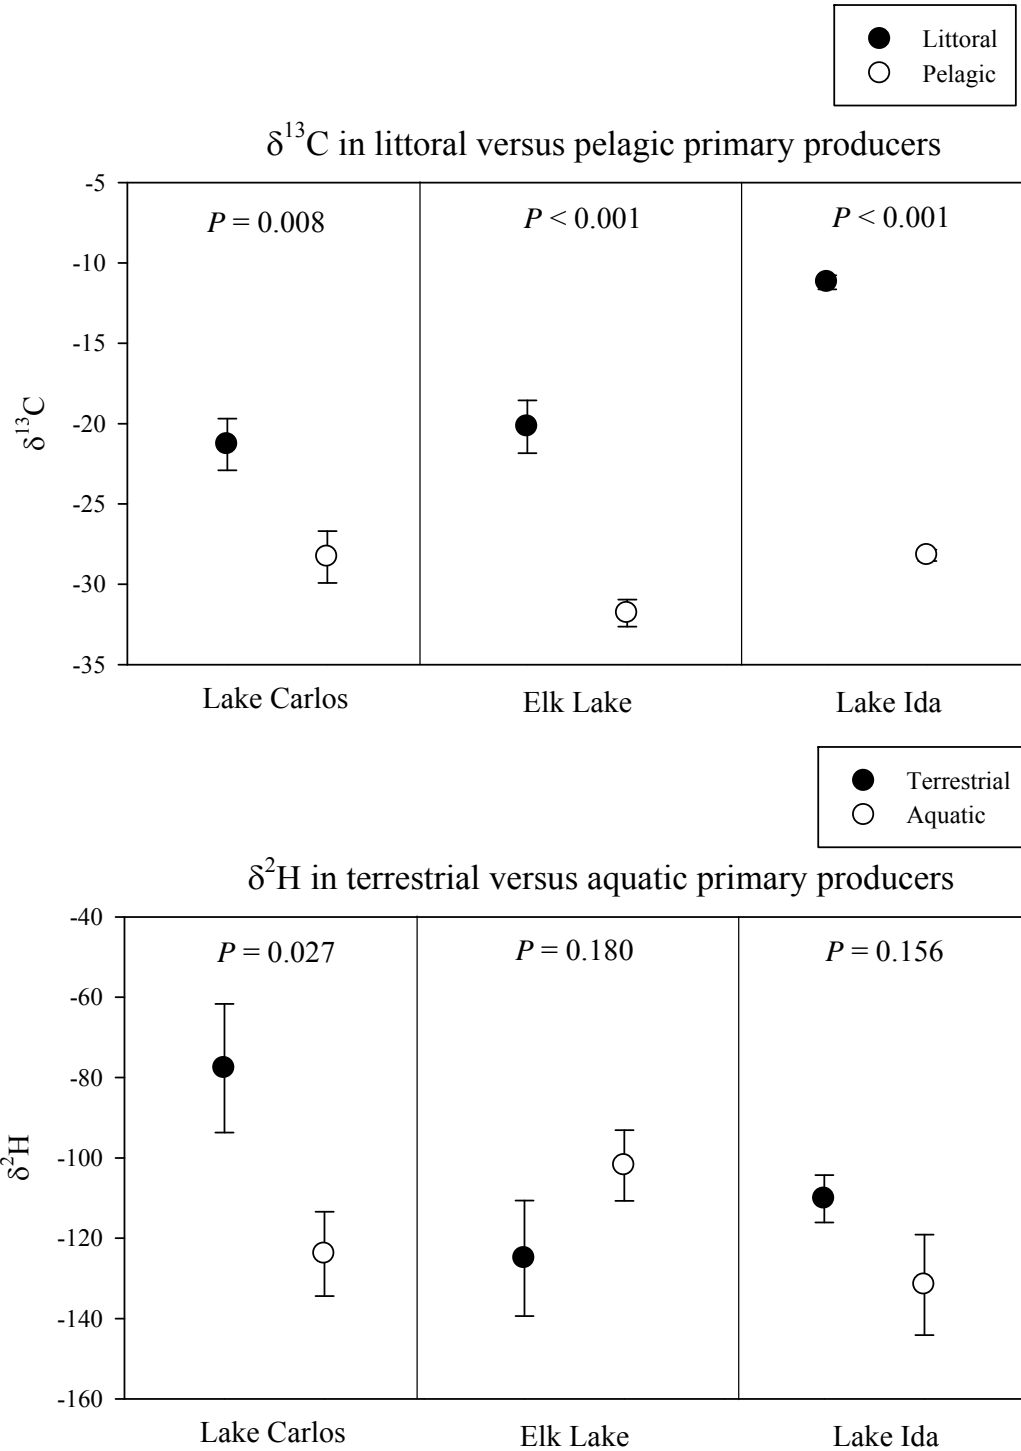 Littoral
Pelagic
δ¹³C in littoral versus pelagic primary producers
-5
P = 0.008
P < 0.001
P < 0.001
-10
-15
-20
-25
-30
-35
δ¹³C
Lake Carlos
Elk Lake
Lake Ida
Terrestrial
Aquatic
δ²H in terrestrial versus aquatic primary producers
-40
P = 0.027
P = 0.180
P = 0.156
-60
-80
-100
-120
-140
-160
δ²H
Lake Carlos
Elk Lake
Lake Ida